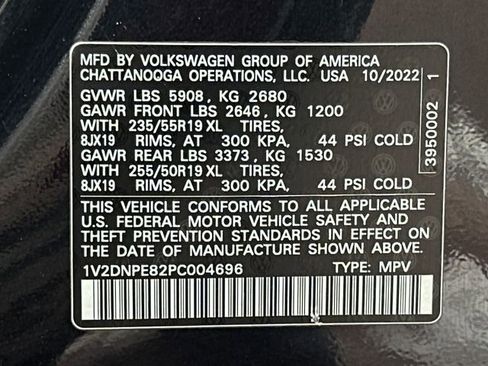 MFD BY VOLKSWAGEN GROUP OF AMERICA
CHATTANOOGA OPERATIONS, LLC. USA 10/2022
GVWR LBS 5908, KG 2680
GAWR FRONT LBS 2646, KG 1200
WITH 235/55R19 XL TIRES,
8JX19 RIMS, AT 300 KPA, 44 PSI COLD
GAWR REAR LBS 3373, KG 1530
WITH 255/50R19 XL TIRES,
8JX19 RIMS, AT 300 KPA, 44 PSI COLD
THIS VEHICLE CONFORMS TO ALL APPLICABLE
U.S. FEDERAL MOTOR VEHICLE SAFETY AND
THEFT PREVENTION STANDARDS IN EFFECT ON
THE DATE OF MANUFACTURE SHOWN ABOVE.
1V2DNPE82PC004696 TYPE: MPV
3950002 1